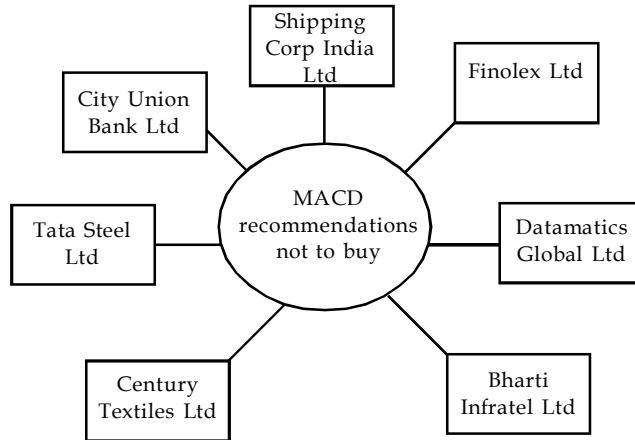 Shipping
Corp India
Ltd
Finolex Ltd
City Union
Bank Ltd
MACD
recommendations
not to buy
Tata Steel
Ltd
Datamatics
Global Ltd
Century
Textiles Ltd
Bharti
Infratel Ltd